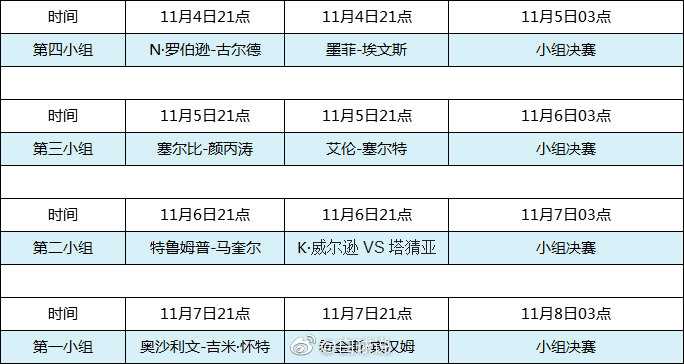 时间 11月4日21点 11月4日21点 11月5日03点
第四小组 N·罗伯逊-古尔德 墨菲-埃文斯 小组决赛
时间 11月5日21点 11月5日21点 11月6日03点
第三小组 塞尔比-颜丙涛 艾伦-塞尔特 小组决赛
时间 11月6日21点 11月6日21点 11月7日03点
第二小组 特鲁姆普-马奎尔 K·威尔逊 VS 塔猜亚 小组决赛
时间 11月7日21点 11月7日21点 11月8日03点
第一小组 奥沙利文-吉米·怀特 汉姆 小组决赛